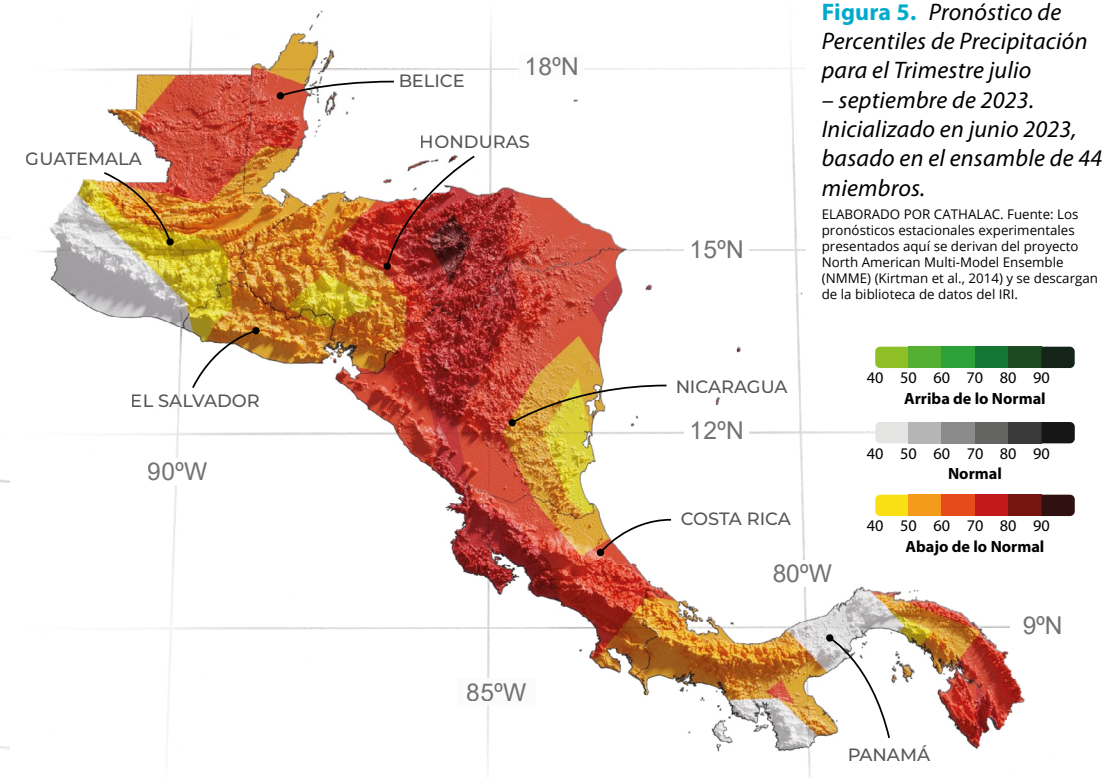 Figura 5. Pronóstico de
Percentiles de Precipitación
para el Trimestre julio
– septiembre de 2023.
Inicializado en junio 2023,
basado en el ensamble de 44
miembros.
ELABORADO POR CATHALAC. Fuente: Los
pronósticos estacionales experimentales
presentados aquí se derivan del proyecto
North American Multi-Model Ensemble
(NMME) (Kirtman et al., 2014) y se descargan
de la biblioteca de datos del IRI.
18ºN
BELICE
HONDURAS
GUATEMALA
15ºN
EL SALVADOR
NICARAGUA
12ºN
90ºW
COSTA RICA
80ºW
9ºN
85ºW
PANAMÁ
40 50 60 70 80 90
Arriba de lo Normal
40 50 60 70 80 90
Normal
40 50 60 70 80 90
Abajo de lo Normal